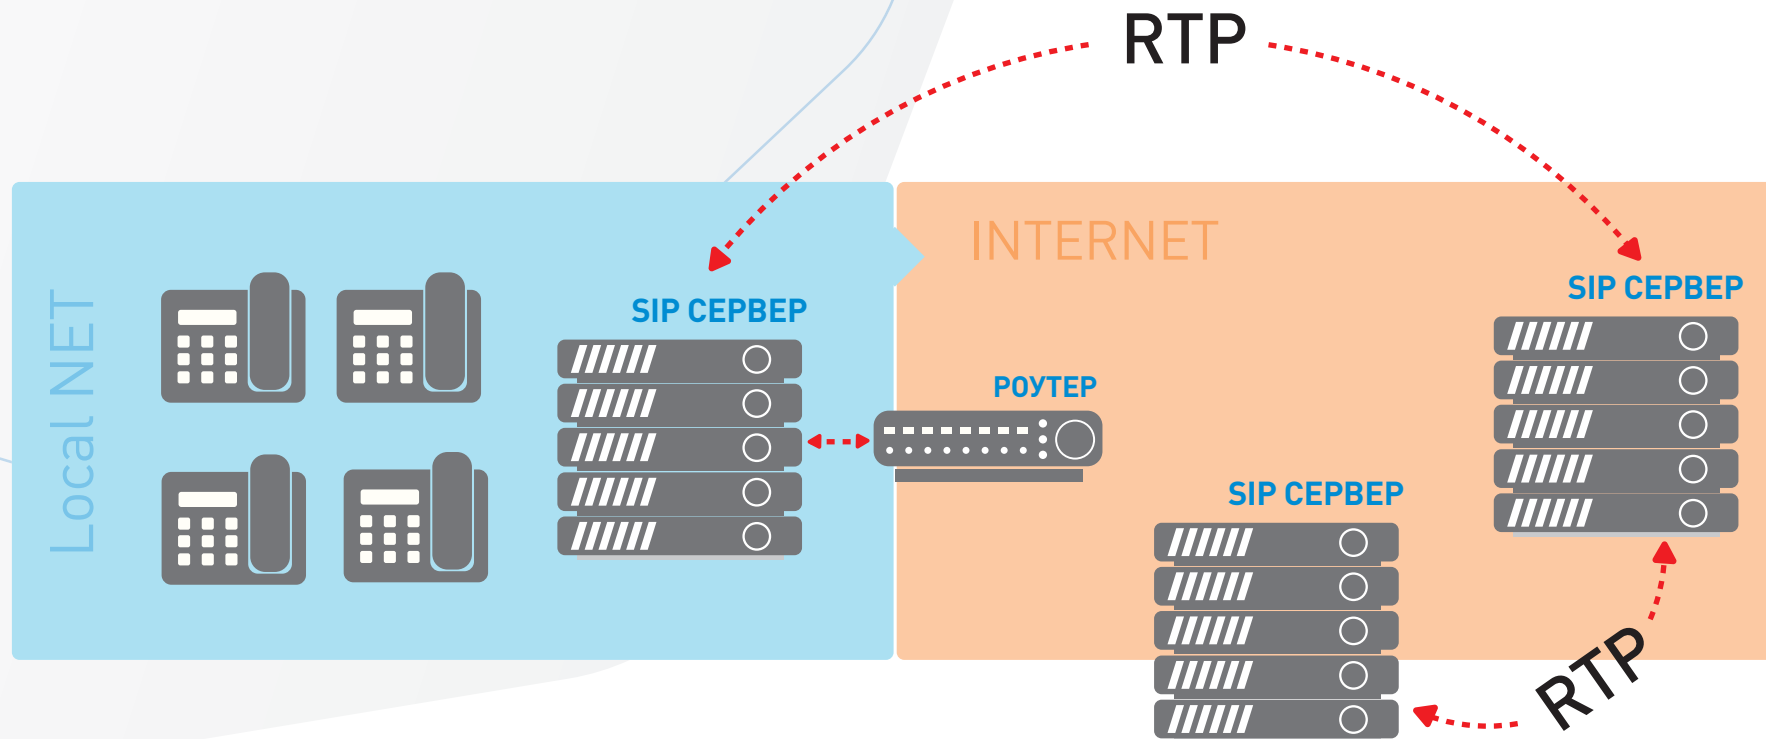 RTP
Local NET
INTERNET
SIP СЕРВЕР
SIP СЕРВЕР
РОУТЕР
SIP СЕРВЕР
RTP